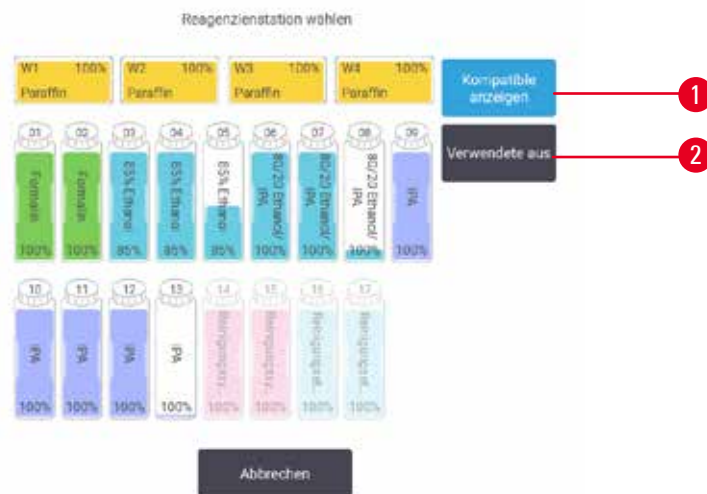 Reagenzienstation wählen
W1 100%
Paraffin
W2 100%
Paraffin
W3 100%
Paraffin
W4 100%
Paraffin
Kompatible
anzeigen
1
Verwendete aus
2
01
Formalin
100%
02
Formalin
100%
03
85% Ethanol
85%
04
85% Ethanol
85%
05
85% Ethanol
85%
06
80/20 Ethanol/
IPA
100%
07
80/20 Ethanol/
IPA
100%
08
80/20 Ethanol/
IPA
100%
09
IPA
100%
10
IPA
100%
11
IPA
100%
12
IPA
100%
13
IPA
100%
14
100%
15
100%
16
100%
17
100%
Abbrechen